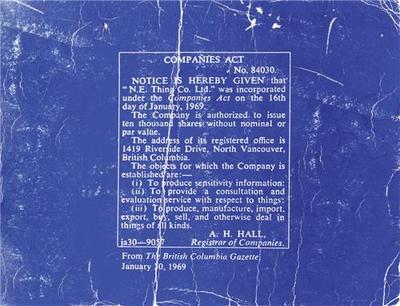 COMPANIES ACT
No. 84030.
NOTICE IS HEREBY GIVEN that
"N.E. Thing Co. Ltd." was incorporated
under the Companies Act on the 16th
day of January, 1969.
The Company is authorized to issue
ten thousand shares without nominal or
par value.
The address of its registered office is
1419 Riverside Drive, North Vancouver,
British Columbia.
The objects for which the Company is
established are:—
(i) To produce sensitivity information:
(ii) To provide a consultation and
evaluation service with respect to things:
(iii) To produce, manufacture, import,
export, buy, sell, and otherwise deal in
things of all kinds.
A. H. HALL,
ja30—9057 Registrar of Companies.
From The British Columbia Gazette,
January 30, 1969